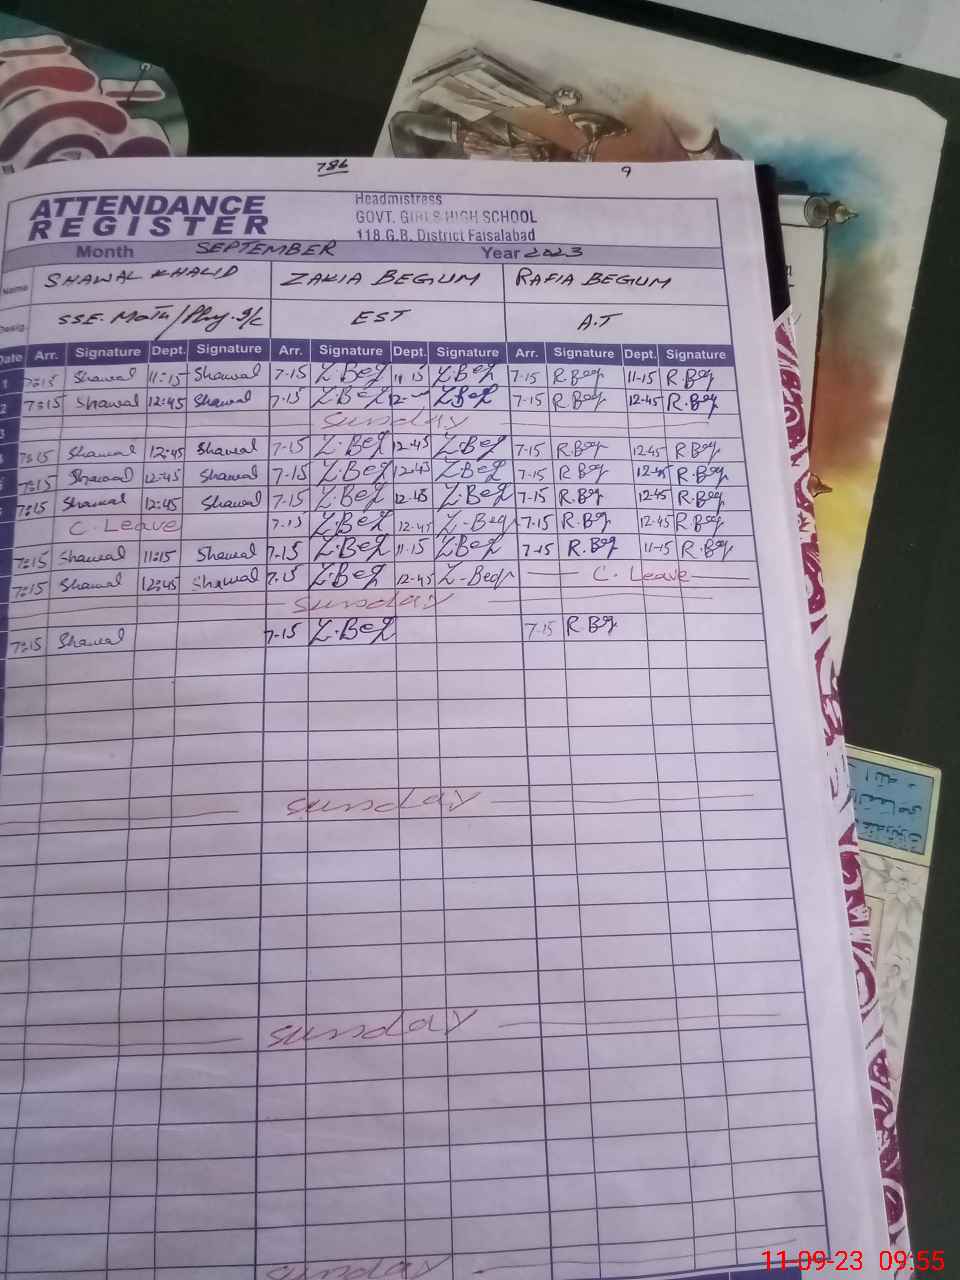 786 9
ATTENDANCE REGISTER
Headmistress
GOVT. GIRLS HIGH SCHOOL
118 G.B. District Faisalabad
Month SEPTEMBER Year 2023
Name SHAWAL KHALID ZAKIA BEGUM RAFIA BEGUM
Desig. SSE. Math/Phy. I/C EST A.T
Date Arr. Signature Dept. Signature Arr. Signature Dept. Signature Arr. Signature Dept. Signature
1 7:15 Shawal 11:15 Shawal 7-15 Z.Beg 11 15 Z.Beg 7-15 R.Beg 11-15 R.Beg
2 7:15 Shawal 12:45 Shawal 7-15 Z.Beg 12- Z.Beg 7-15 R.Beg 12-45 R.Beg
3 Sunday
7:15 Shawal 12:45 Shawal 7-15 Z.Beg 12-45 Z.Beg 7-15 R.Beg 12-45 R.Beg
7:15 Shawal 12:45 Shawal 7-15 Z.Beg 12-45 Z.Beg 7-15 R.Beg 12-45 R.Beg
7:15 Shawal 12:45 Shawal 7-15 Z.Beg 12-45 Z.Beg 7-15 R.Beg 12-45 R.Beg
C. Leave 7-15 Z.Beg 12-45 Z-Beg 7-15 R.Beg 12-45 R.Beg
7:15 Shawal 11:15 Shawal 7-15 Z.Beg 11-15 Z.Beg 7-15 R.Beg 11-15 R.Beg
7:15 Shawal 12:45 Shawal 7-15 Z.Beg 12-45 Z-Beg C. Leave
Sunday
7:15 Shawal 7-15 Z.Beg 7-15 R.Beg
Sunday
Sunday
11-09-23 09:55